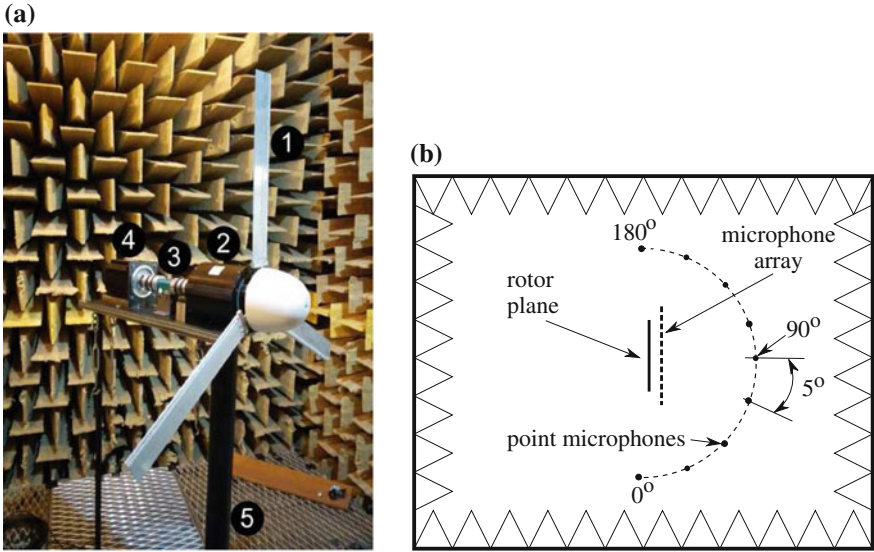 (a)
1
2
3
4
5
(b)
180°
microphone
array
rotor
plane
90°
5°
point microphones
0°